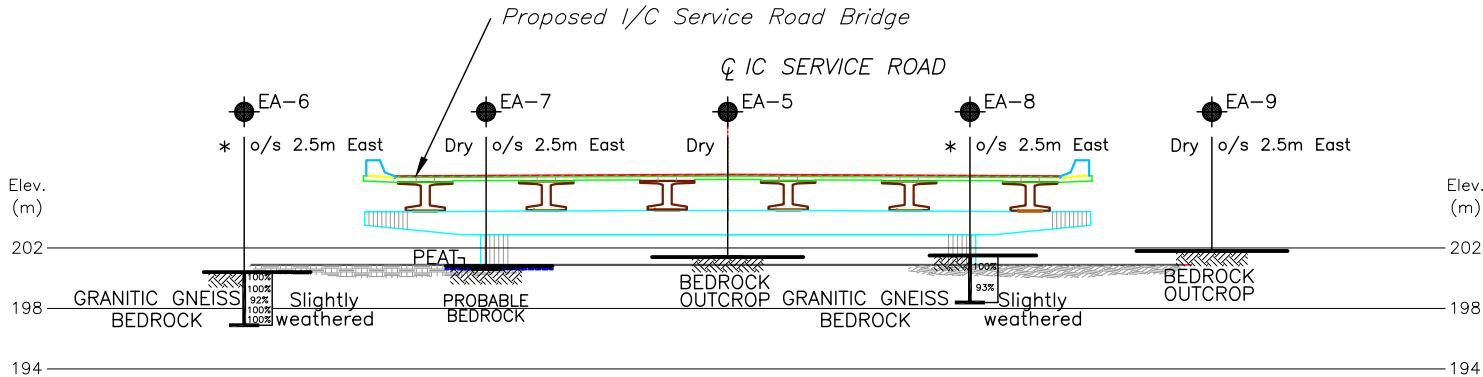 Proposed I/C Service Road Bridge
℄ IC SERVICE ROAD
EA-6
EA-7
EA-5
EA-8
EA-9
* o/s 2.5m East
Dry o/s 2.5m East
Dry
* o/s 2.5m East
Dry o/s 2.5m East
Elev.
(m)
Elev.
(m)
202
202
PEAT
100%
100%
92%
100%
100%
GRANITIC GNEISS
BEDROCK
Slightly
weathered
PROBABLE
BEDROCK
BEDROCK
OUTCROP
GRANITIC GNEISS
BEDROCK
100%
93%
Slightly
weathered
BEDROCK
OUTCROP
198
198
194
194